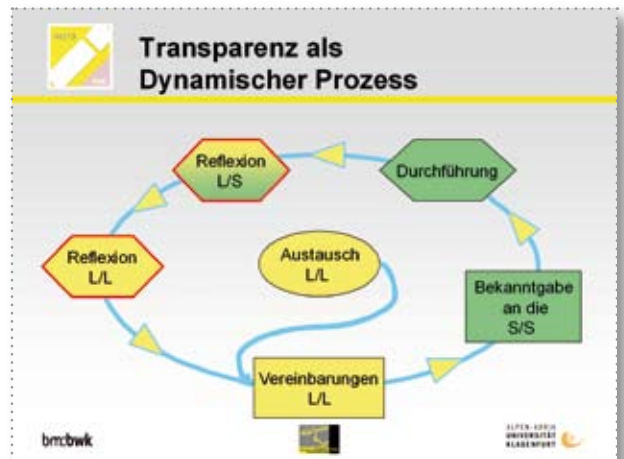 Transparenz als
Dynamischer Prozess
Reflexion
L/S
Durchführung
Reflexion
L/L
Austausch
L/L
Bekanntgabe
an die
S/S
Vereinbarungen
L/L
bm:bwk
ALPEN-ADRIA
UNIVERSITÄT
KLAGENFURT